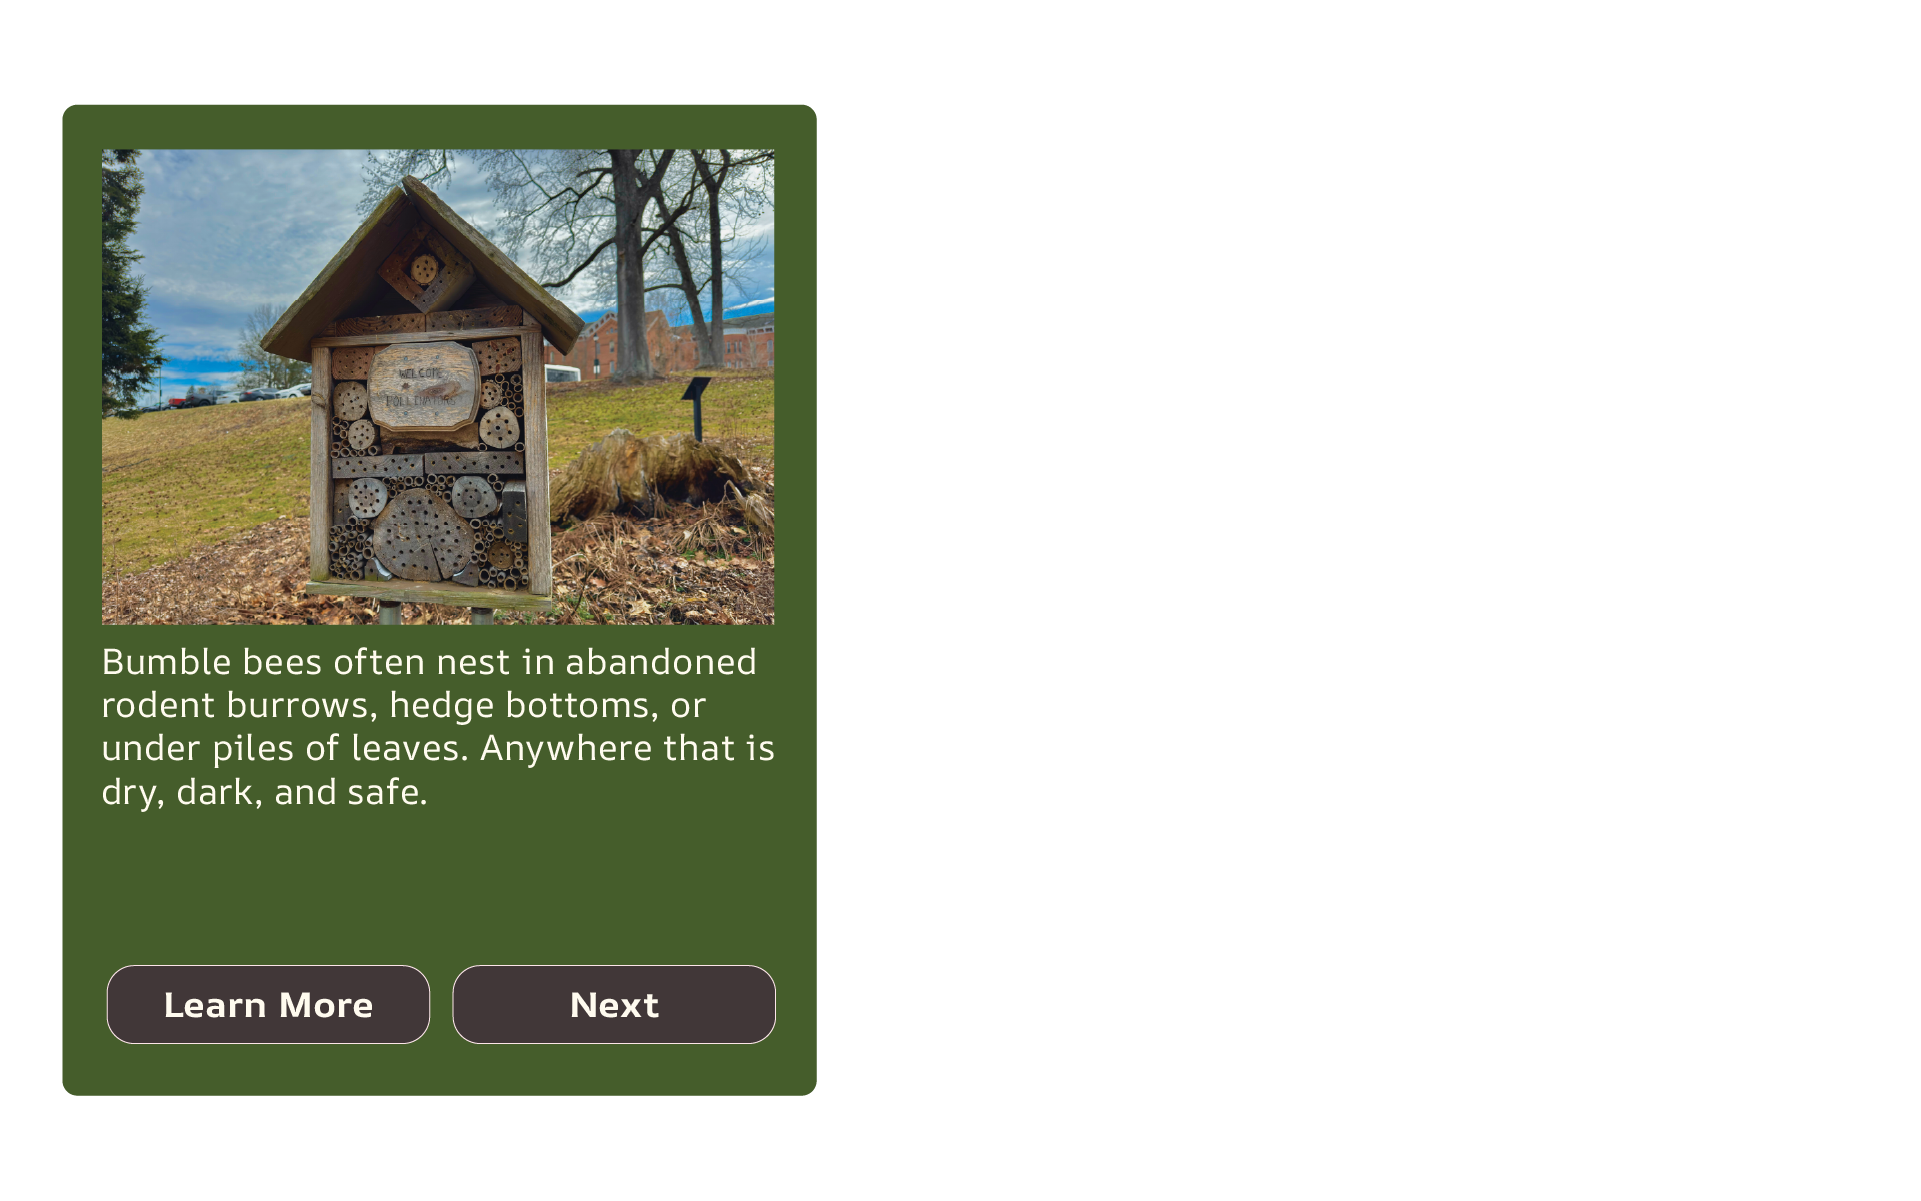 WELCOME
POLLINATORS
Bumble bees often nest in abandoned
rodent burrows, hedge bottoms, or
under piles of leaves. Anywhere that is
dry, dark, and safe.
Learn More
Next